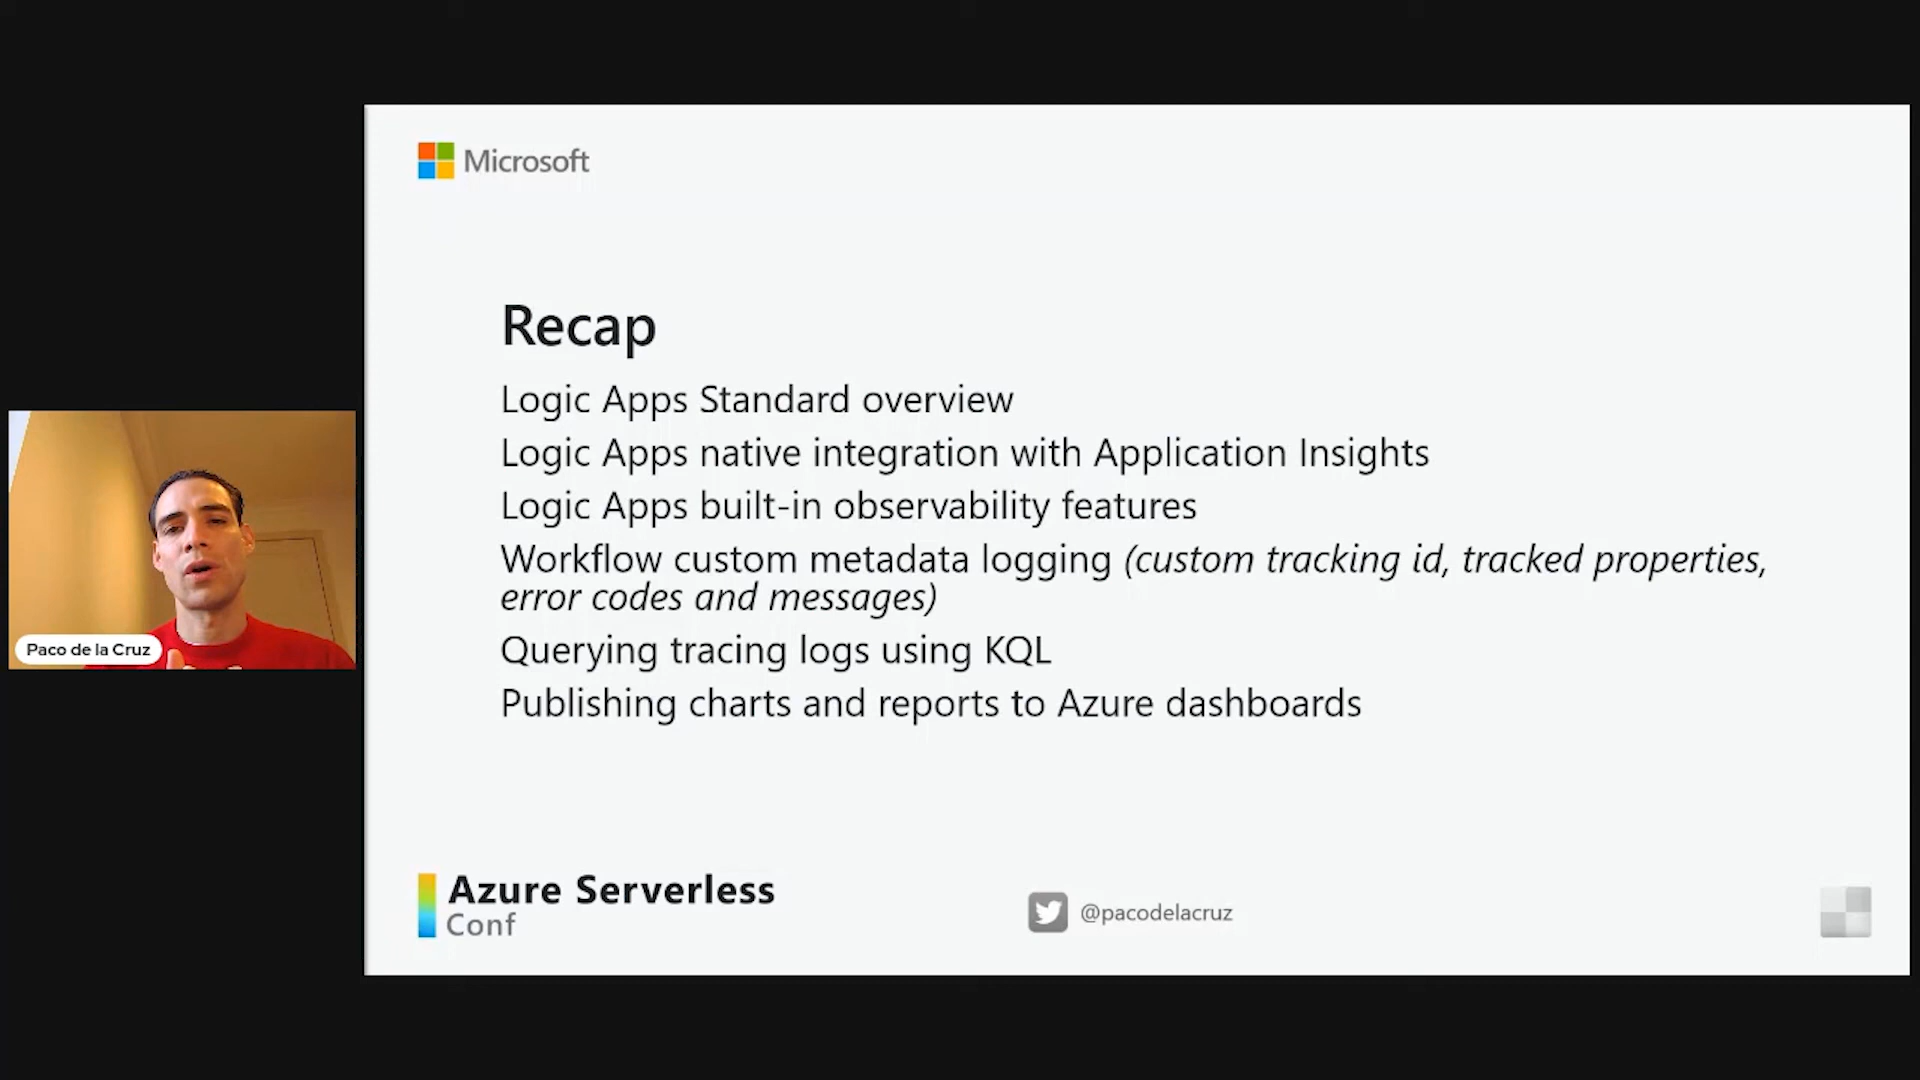 Microsoft
Recap
Logic Apps Standard overview
Logic Apps native integration with Application Insights
Logic Apps built-in observability features
Workflow custom metadata logging (custom tracking id, tracked properties,
error codes and messages)
Querying tracing logs using KQL
Publishing charts and reports to Azure dashboards
Paco de la Cruz
Azure Serverless
Conf
@pacodelacruz